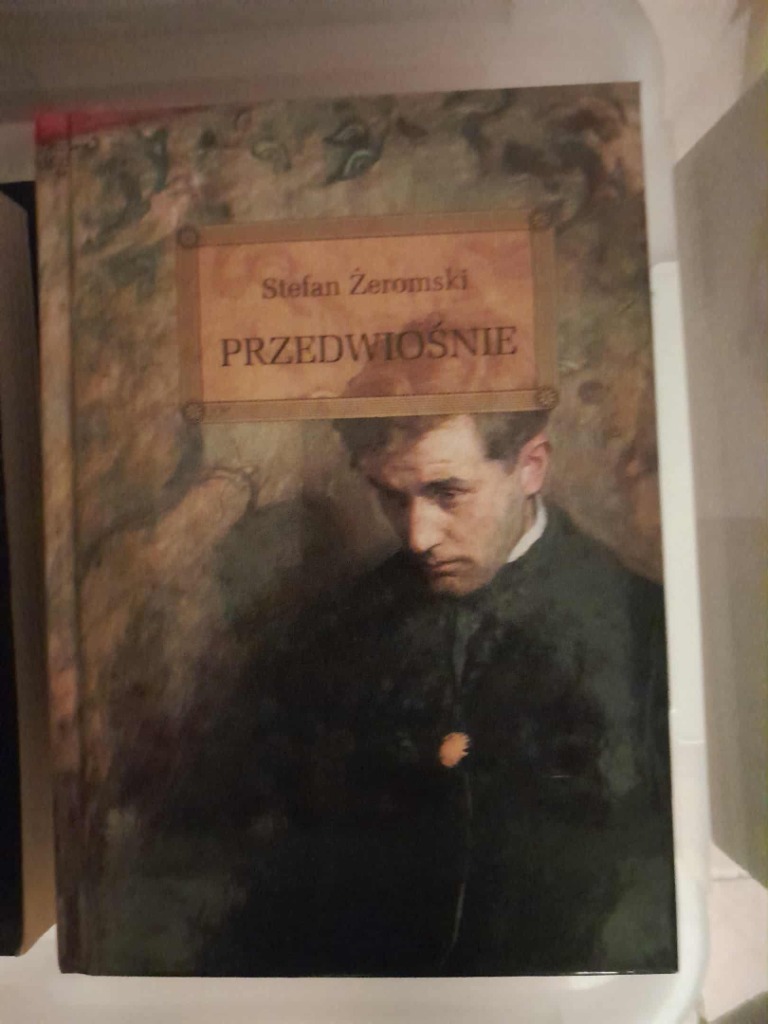 Stefan Żeromski
PRZEDWIOŚNIE